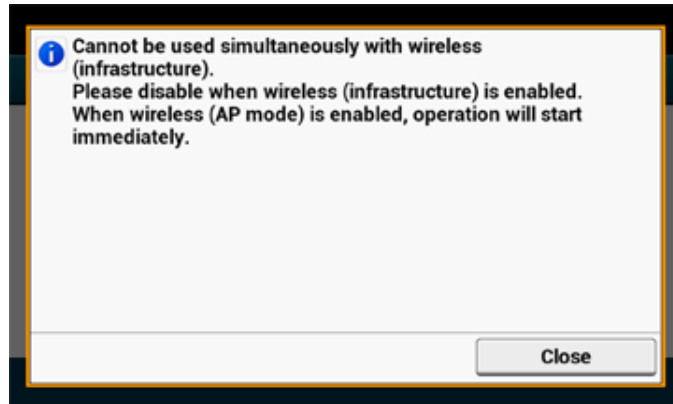 Cannot be used simultaneously with wireless
(infrastructure).
Please disable when wireless (infrastructure) is enabled.
When wireless (AP mode) is enabled, operation will start
immediately.
Close